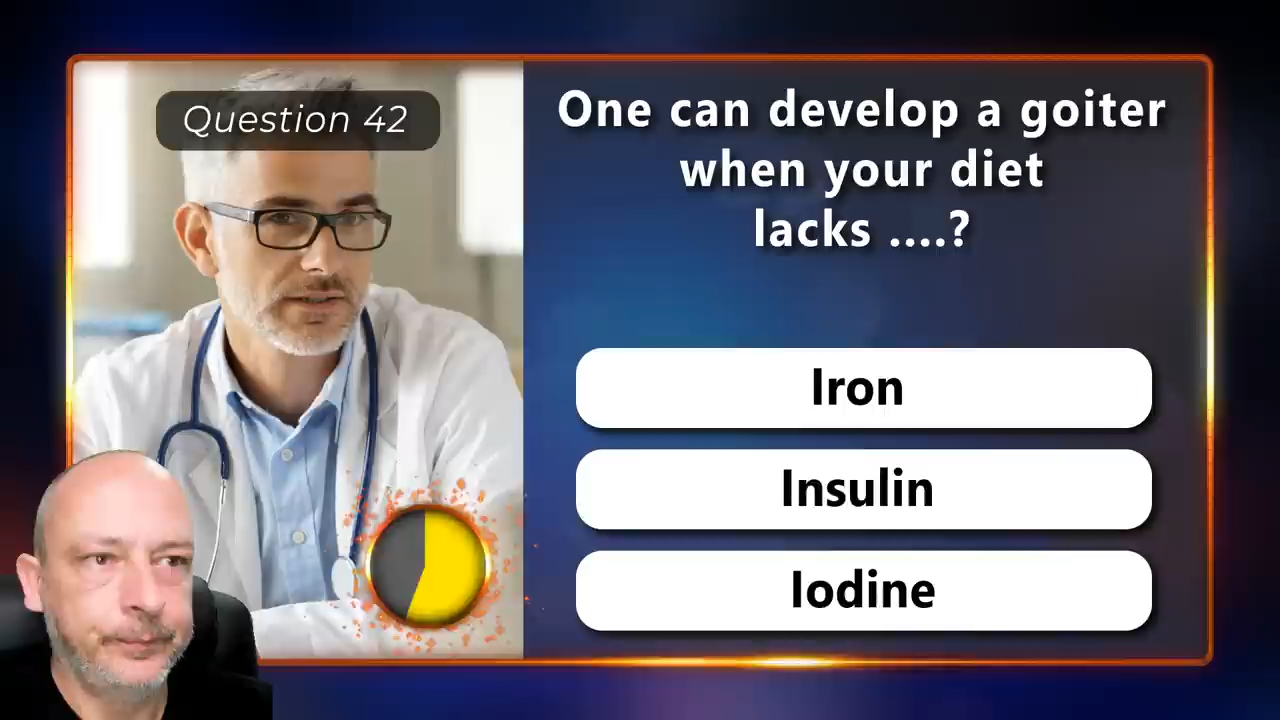 Question 42
One can develop a goiter
when your diet
lacks ....?
Iron
Insulin
Iodine